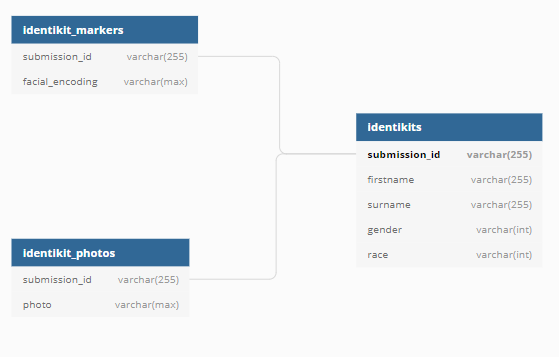 identikit_markers
submission_id varchar(255)
facial_encoding varchar(max)
identikits
submission_id varchar(255)
firstname varchar(255)
surname varchar(255)
gender varchar(int)
race varchar(int)
identikit_photos
submission_id varchar(255)
photo varchar(max)